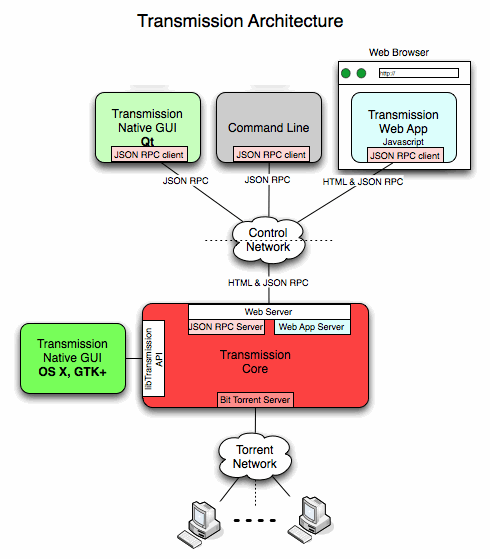 Transmission Architecture
Web Browser
http://
Transmission
Native GUI
Qt
JSON RPC client
Command Line
JSON RPC client
Transmission
Web App
Javascript
JSON RPC client
JSON RPC
JSON RPC
HTML & JSON RPC
Control
Network
HTML & JSON RPC
Web Server
JSON RPC Server
Web App Server
Transmission
Native GUI
OS X, GTK+
libTransmission
API
Transmission
Core
Bit Torrent Server
Torrent
Network